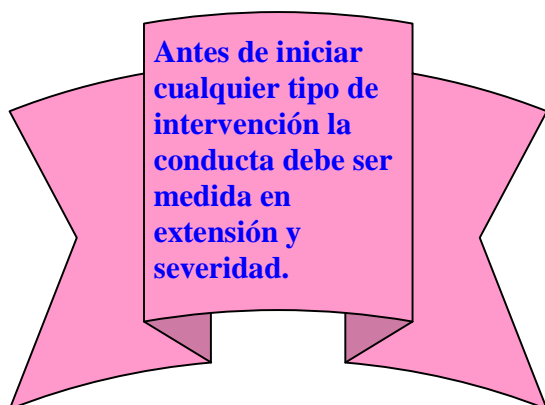 Antes de iniciar
cualquier tipo de
intervención la
conducta debe ser
medida en
extensión y
severidad.